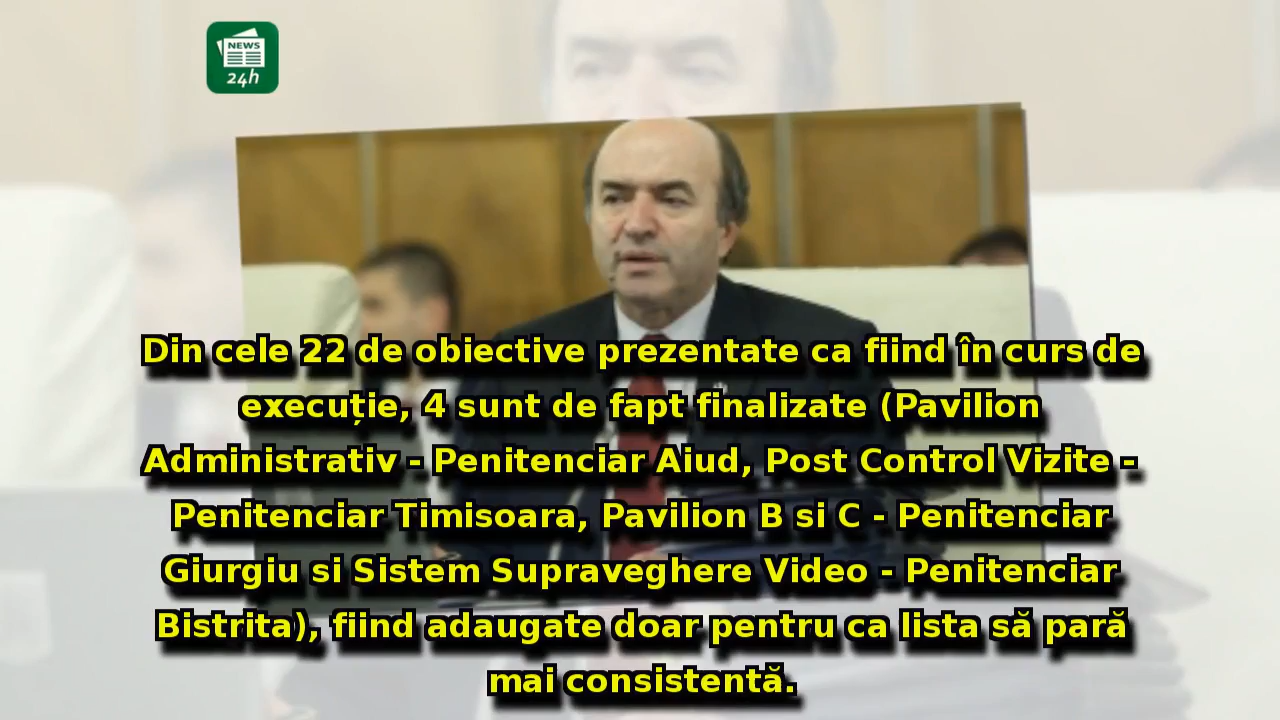 NEWS
24h
Din cele 22 de obiective prezentate ca fiind în curs de
execuție, 4 sunt de fapt finalizate (Pavilion
Administrativ - Penitenciar Aiud, Post Control Vizite -
Penitenciar Timisoara, Pavilion B si C - Penitenciar
Giurgiu si Sistem Supraveghere Video - Penitenciar
Bistrita), fiind adaugate doar pentru ca lista să pară
mai consistentă.